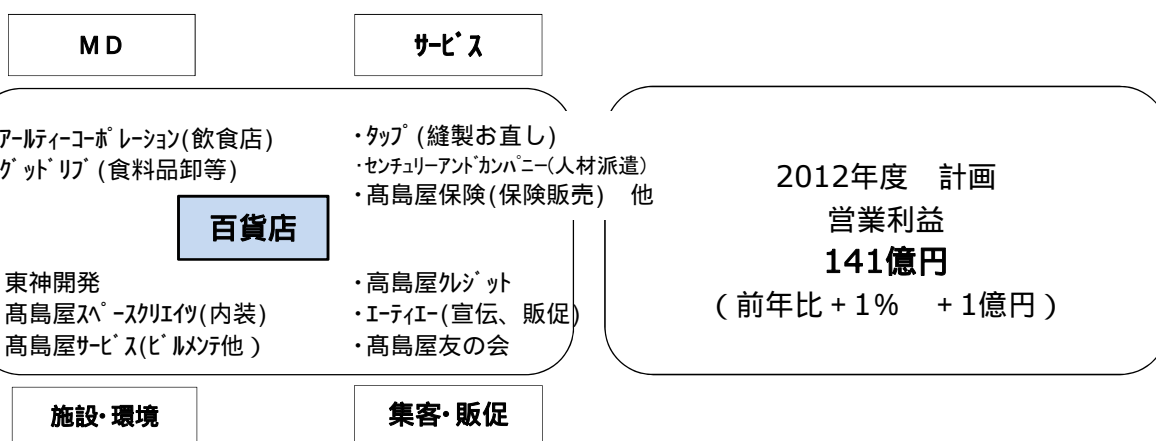 ＭＤ
ｻｰﾋﾞｽ
ｱｰﾙﾃｨｰｺｰﾎﾟﾚｰｼｮﾝ(飲食店)
ｸﾞｯﾄﾞﾘﾌﾞ(食料品卸等)
・ﾀｯﾌﾟ(縫製お直し)
・ｾﾝﾁｭﾘｰｱﾝﾄﾞｶﾝﾊﾟﾆｰ(人材派遣)
・髙島屋保険(保険販売)　他
百貨店
東神開発
髙島屋ｽﾍﾟｰｽｸﾘｴｲﾂ(内装)
髙島屋ｻｰﾋﾞｽ(ﾋﾞﾙﾒﾝﾃ他)
・髙島屋ｸﾚｼﾞｯﾄ
・ｴｰﾃｨｴｰ(宣伝、販促)
・髙島屋友の会
施設・環境
集客・販促
2012年度　計画
営業利益
141億円
(前年比+1%　+1億円)